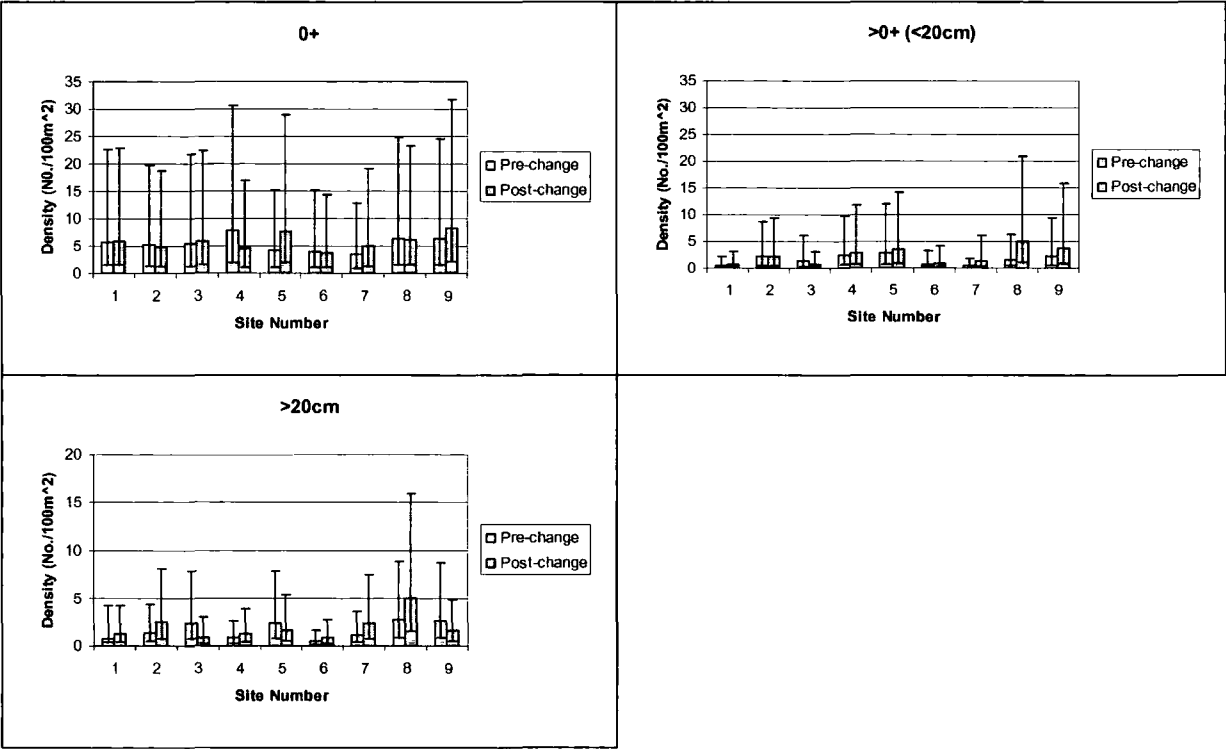 0+
35
30
25
20
15
10
5
0
Density (N0./100m^2)
1 2 3 4 5 6 7 8 9
Site Number
Pre-change
Post-change
>0+ (<20cm)
35
30
25
20
15
10
5
0
Density (No./100m^2)
1 2 3 4 5 6 7 8 9
Site Number
Pre-change
Post-change
>20cm
20
15
10
5
0
Density (No./100m^2)
1 2 3 4 5 6 7 8 9
Site Number
Pre-change
Post-change